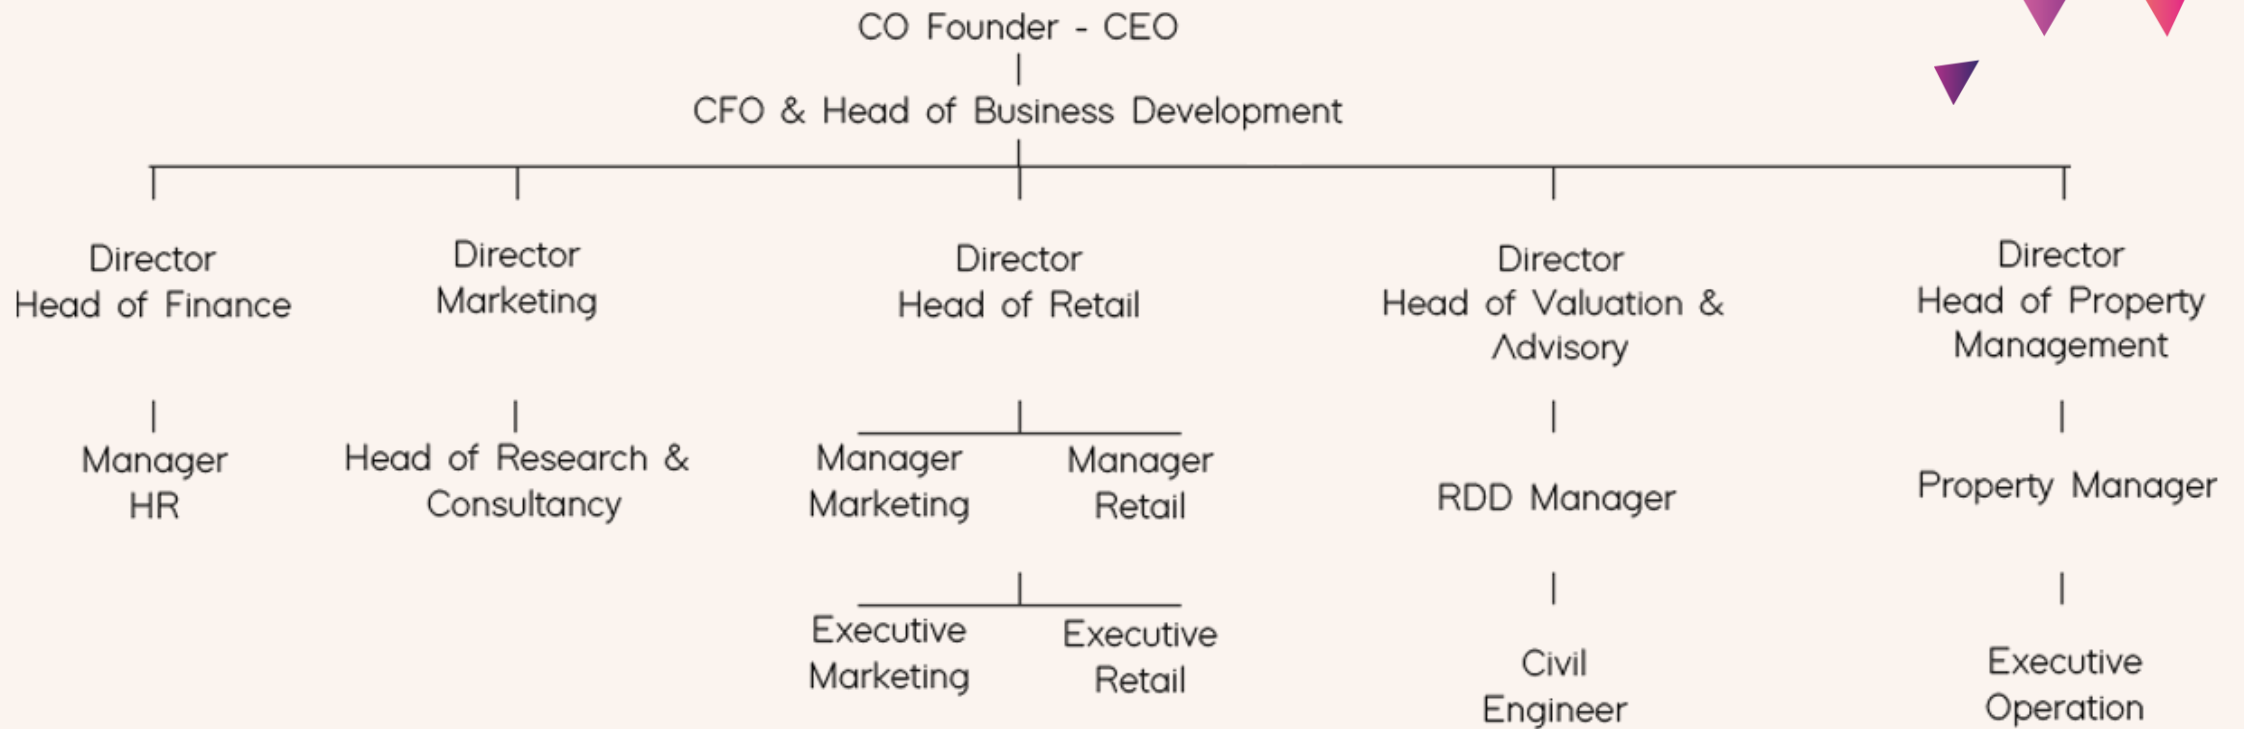 CO Founder - CEO
CFO & Head of Business Development
Director
Head of Finance
Director
Marketing
Director
Head of Retail
Director
Head of Valuation &
Advisory
Director
Head of Property
Management
Manager
HR
Head of Research &
Consultancy
Manager
Marketing
Manager
Retail
RDD Manager
Property Manager
Executive
Marketing
Executive
Retail
Civil
Engineer
Executive
Operation